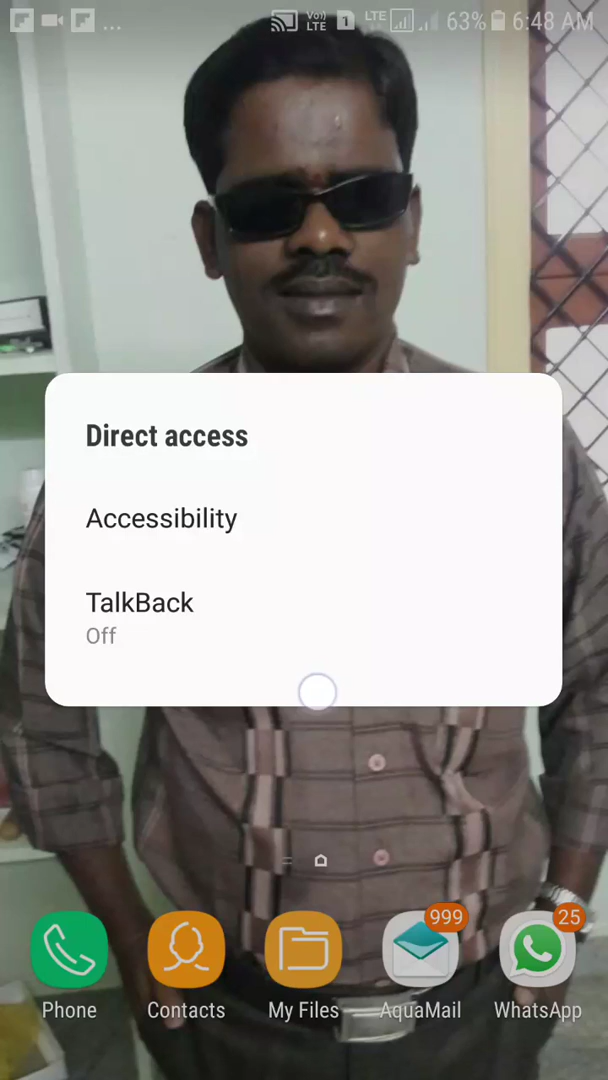 ... Vo) LTE 1 LTE 63% 6:48 AM
Direct access
Accessibility
TalkBack
Off
999 25
Phone Contacts My Files AquaMail WhatsApp